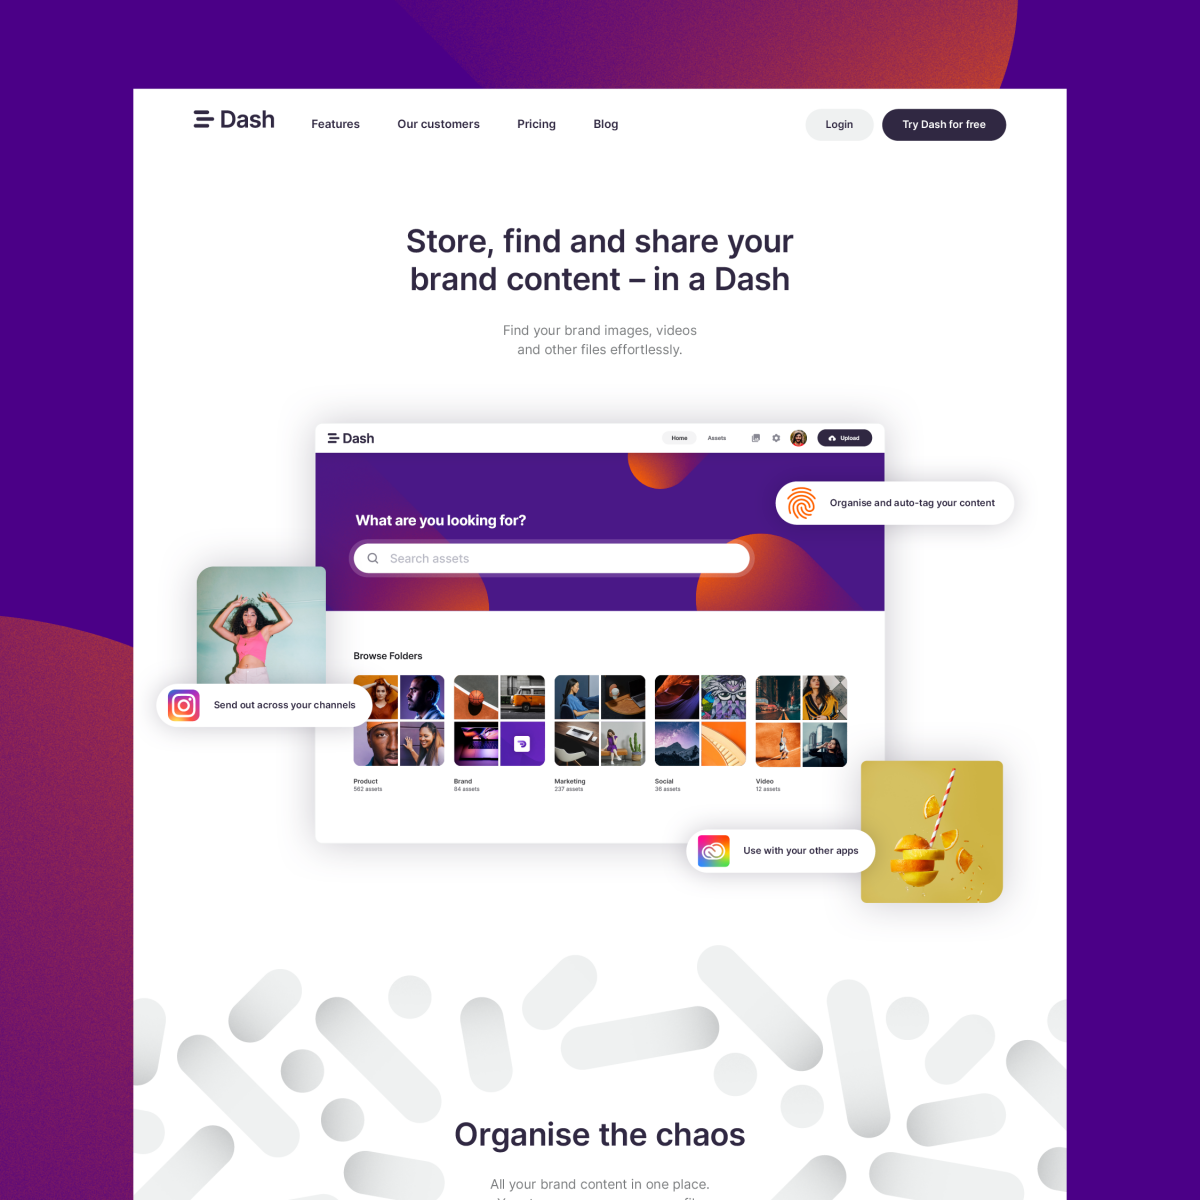 Dash
Features
Our customers
Pricing
Blog
Login
Try Dash for free
Store, find and share your
brand content – in a Dash
Find your brand images, videos
and other files effortlessly.
Dash
Home
Assets
Upload
Organise and auto-tag your content
What are you looking for?
Search assets
Browse Folders
Send out across your channels
Product
562 assets
Brand
84 assets
Marketing
237 assets
Social
36 assets
Video
12 assets
Use with your other apps
Organise the chaos
All your brand content in one place.